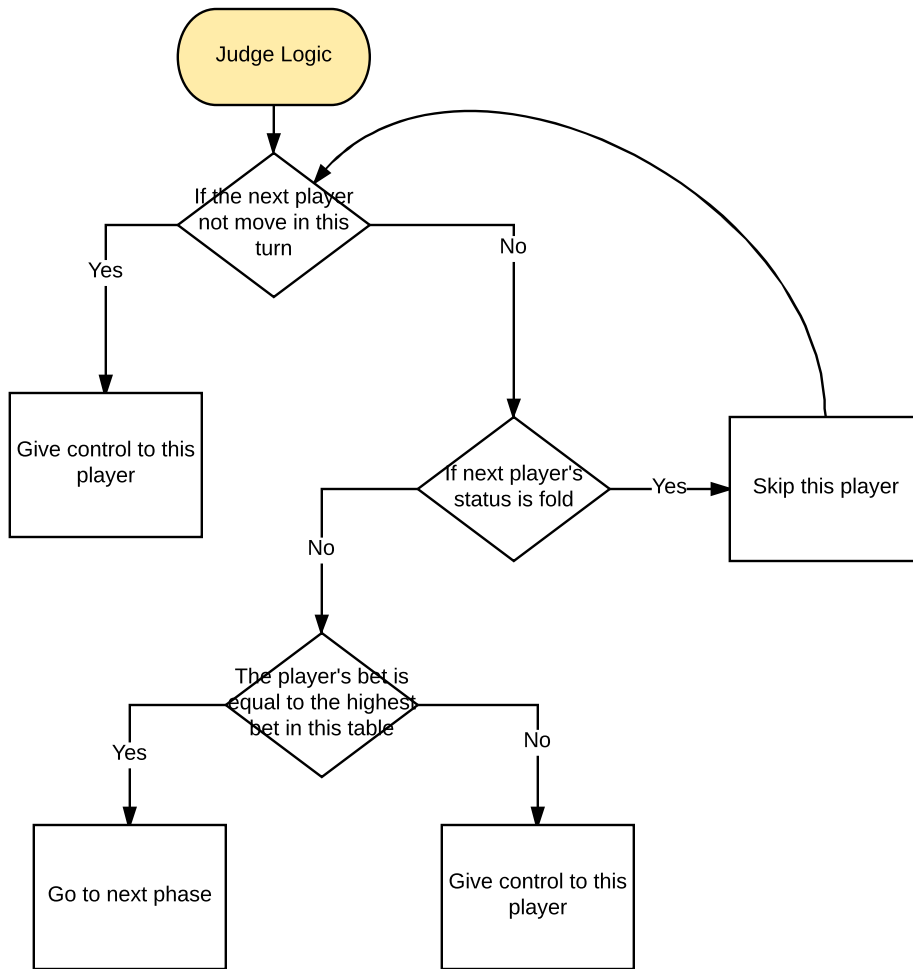 Judge Logic
If the next player
not move in this
turn
Yes
No
Give control to this
player
If next player's
status is fold
Yes
Skip this player
No
The player's bet is
equal to the highest
bet in this table
Yes
No
Go to next phase
Give control to this
player